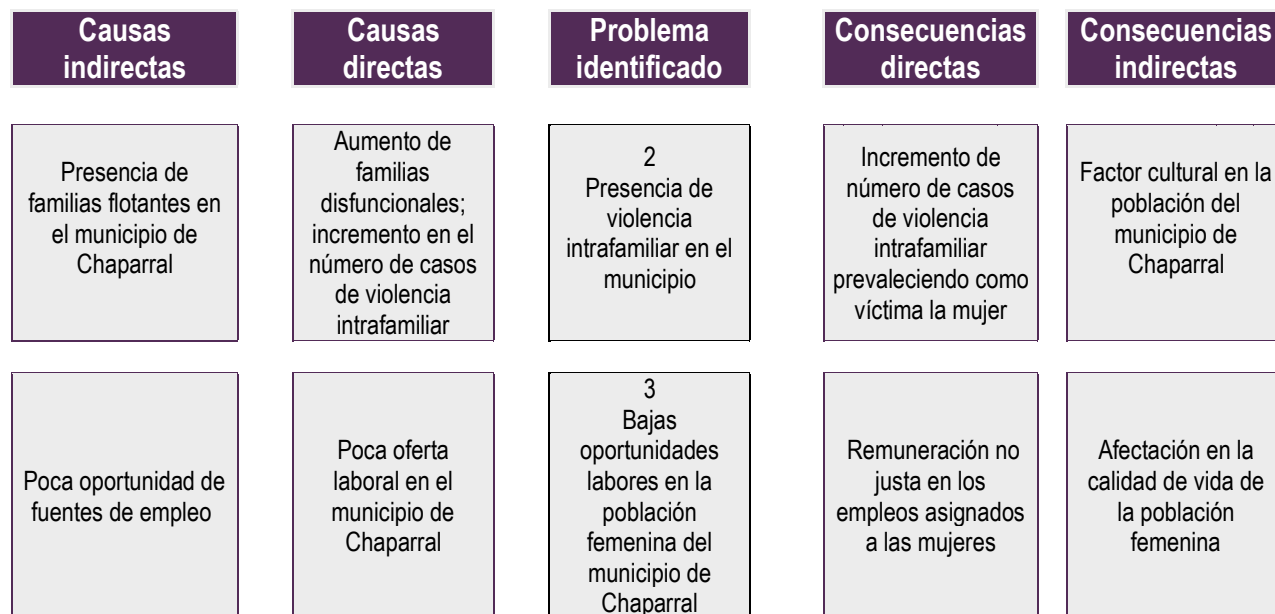 Causas
indirectas
Causas
directas
Problema
identificado
Consecuencias
directas
Consecuencias
indirectas
Presencia de
familias flotantes en
el municipio de
Chaparral
Aumento de
familias
disfuncionales;
incremento en el
número de casos
de violencia
intrafamiliar
2
Presencia de
violencia
intrafamiliar en el
municipio
Incremento de
número de casos
de violencia
intrafamiliar
prevaleciendo como
víctima la mujer
Factor cultural en la
población del
municipio de
Chaparral
Poca oportunidad de
fuentes de empleo
Poca oferta
laboral en el
municipio de
Chaparral
3
Bajas
oportunidades
labores en la
población
femenina del
municipio de
Chaparral
Remuneración no
justa en los
empleos asignados
a las mujeres
Afectación en la
calidad de vida de
la población
femenina